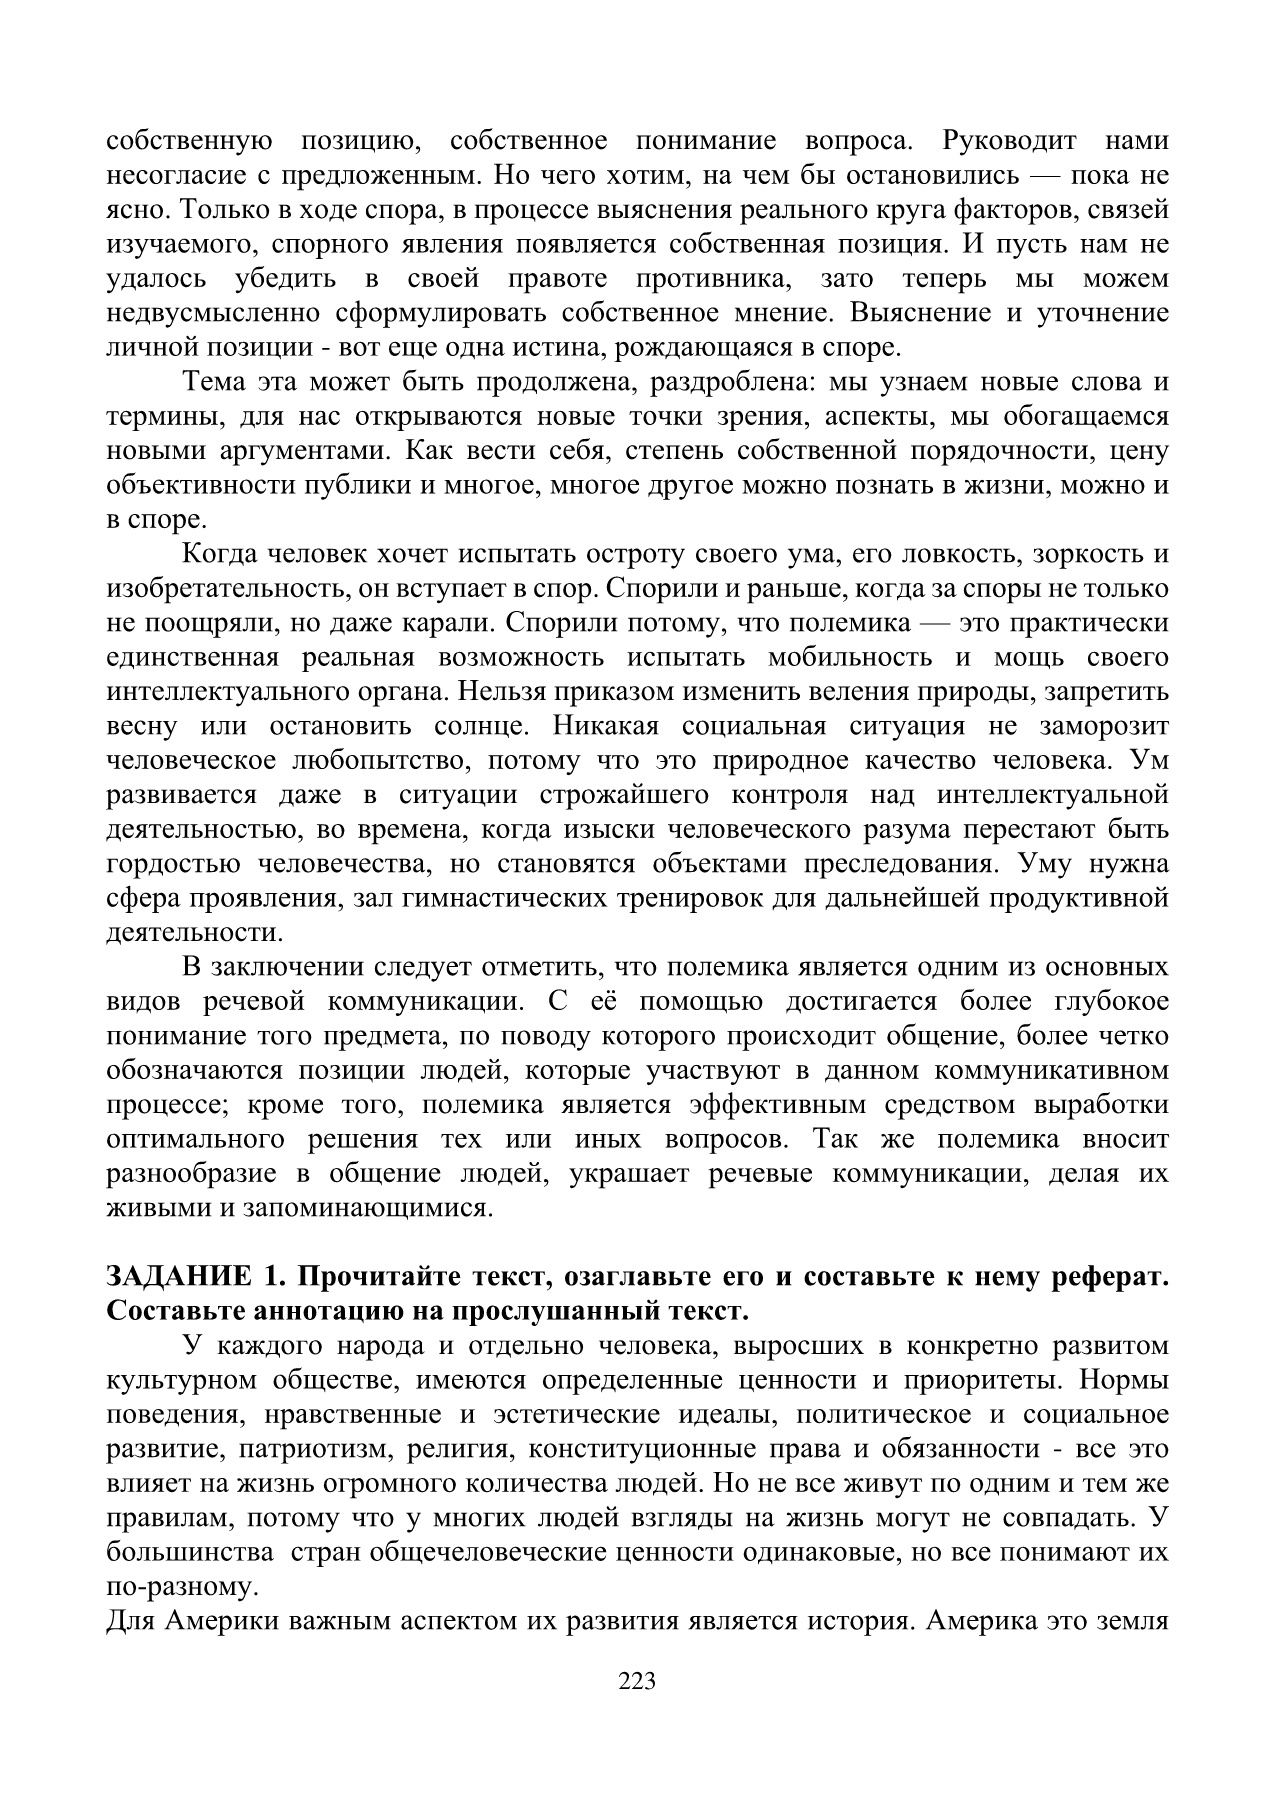 собственную позицию, собственное понимание вопроса. Руководит нами
несогласие с предложенным. Но чего хотим, на чем бы остановились — пока не
ясно. Только в ходе спора, в процессе выяснения реального круга факторов, связей
изучаемого, спорного явления появляется собственная позиция. И пусть нам не
удалось убедить в своей правоте противника, зато теперь мы можем
недвусмысленно сформулировать собственное мнение. Выяснение и уточнение
личной позиции - вот еще одна истина, рождающаяся в споре.
Тема эта может быть продолжена, раздроблена: мы узнаем новые слова и
термины, для нас открываются новые точки зрения, аспекты, мы обогащаемся
новыми аргументами. Как вести себя, степень собственной порядочности, цену
объективности публики и многое, многое другое можно познать в жизни, можно и
в споре.
Когда человек хочет испытать остроту своего ума, его ловкость, зоркость и
изобретательность, он вступает в спор. Спорили и раньше, когда за споры не только
не поощряли, но даже карали. Спорили потому, что полемика — это практически
единственная реальная возможность испытать мобильность и мощь своего
интеллектуального органа. Нельзя приказом изменить веления природы, запретить
весну или остановить солнце. Никакая социальная ситуация не заморозит
человеческое любопытство, потому что это природное качество человека. Ум
развивается даже в ситуации строжайшего контроля над интеллектуальной
деятельностью, во времена, когда изыски человеческого разума перестают быть
гордостью человечества, но становятся объектами преследования. Уму нужна
сфера проявления, зал гимнастических тренировок для дальнейшей продуктивной
деятельности.
В заключении следует отметить, что полемика является одним из основных
видов речевой коммуникации. С её помощью достигается более глубокое
понимание того предмета, по поводу которого происходит общение, более четко
обозначаются позиции людей, которые участвуют в данном коммуникативном
процессе; кроме того, полемика является эффективным средством выработки
оптимального решения тех или иных вопросов. Так же полемика вносит
разнообразие в общение людей, украшает речевые коммуникации, делая их
живыми и запоминающимися.
ЗАДАНИЕ 1. Прочитайте текст, озаглавьте его и составьте к нему реферат.
Составьте аннотацию на прослушанный текст.
У каждого народа и отдельно человека, выросших в конкретно развитом
культурном обществе, имеются определенные ценности и приоритеты. Нормы
поведения, нравственные и эстетические идеалы, политическое и социальное
развитие, патриотизм, религия, конституционные права и обязанности - все это
влияет на жизнь огромного количества людей. Но не все живут по одним и тем же
правилам, потому что у многих людей взгляды на жизнь могут не совпадать. У
большинства стран общечеловеческие ценности одинаковые, но все понимают их
по-разному.
Для Америки важным аспектом их развития является история. Америка это земля
223